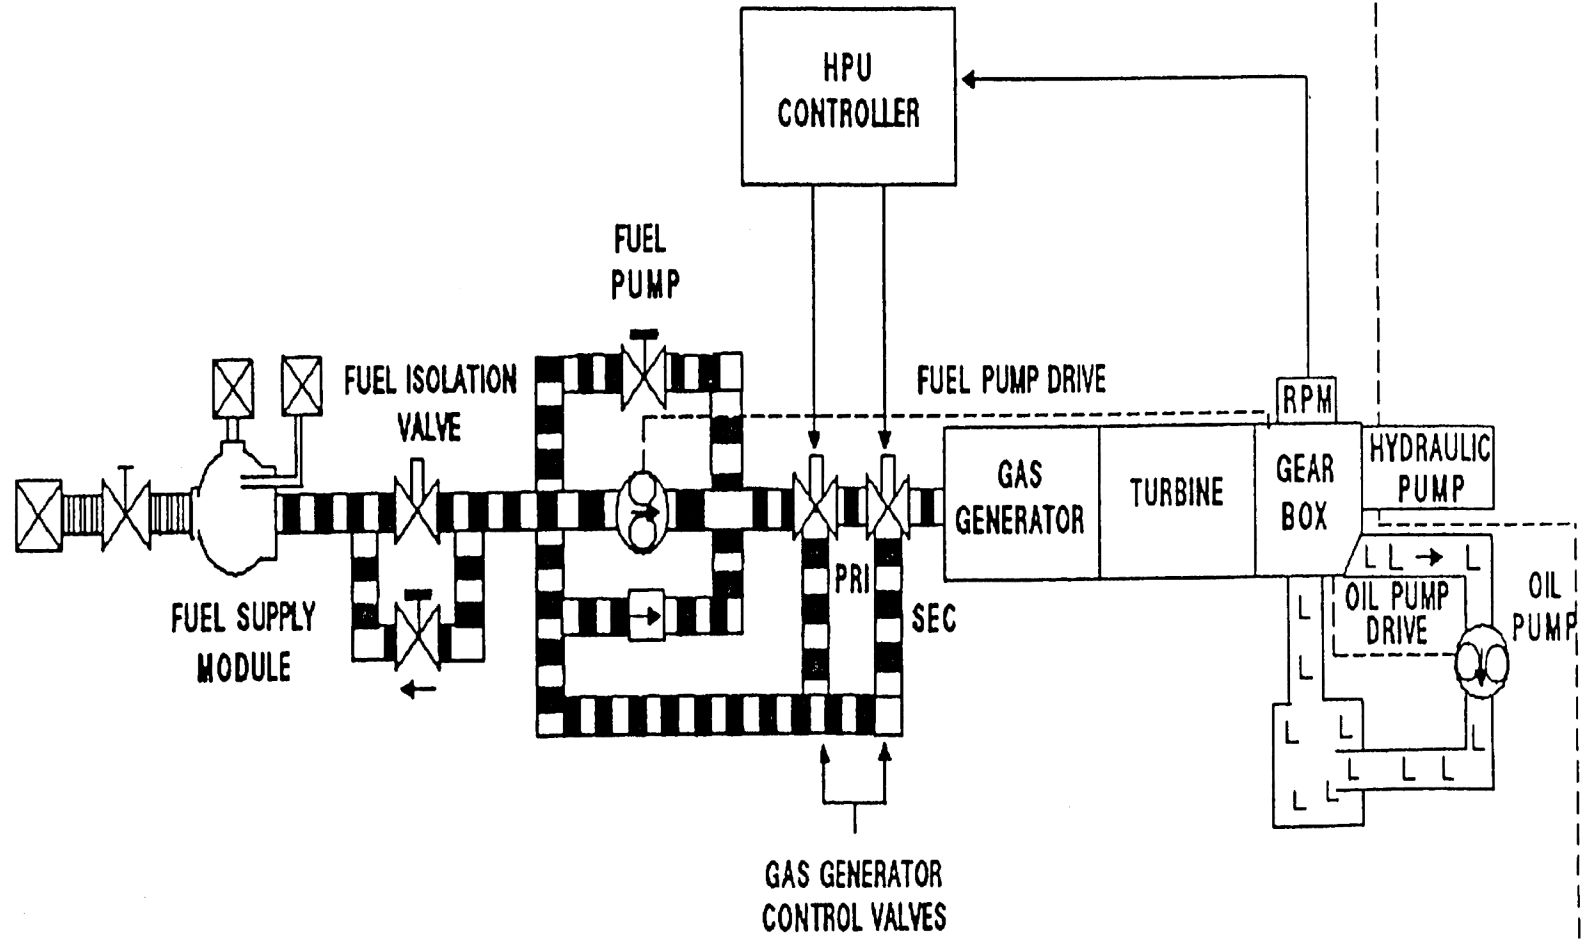 HPU
CONTROLLER
FUEL
PUMP
FUEL ISOLATION
VALVE
FUEL PUMP DRIVE
RPM
HYDRAULIC
PUMP
GAS
GENERATOR
TURBINE
GEAR
BOX
FUEL SUPPLY
MODULE
PRI
SEC
L L L
OIL PUMP
DRIVE
OIL
PUMP
L
L
L L L
L L L
L L
GAS GENERATOR
CONTROL VALVES